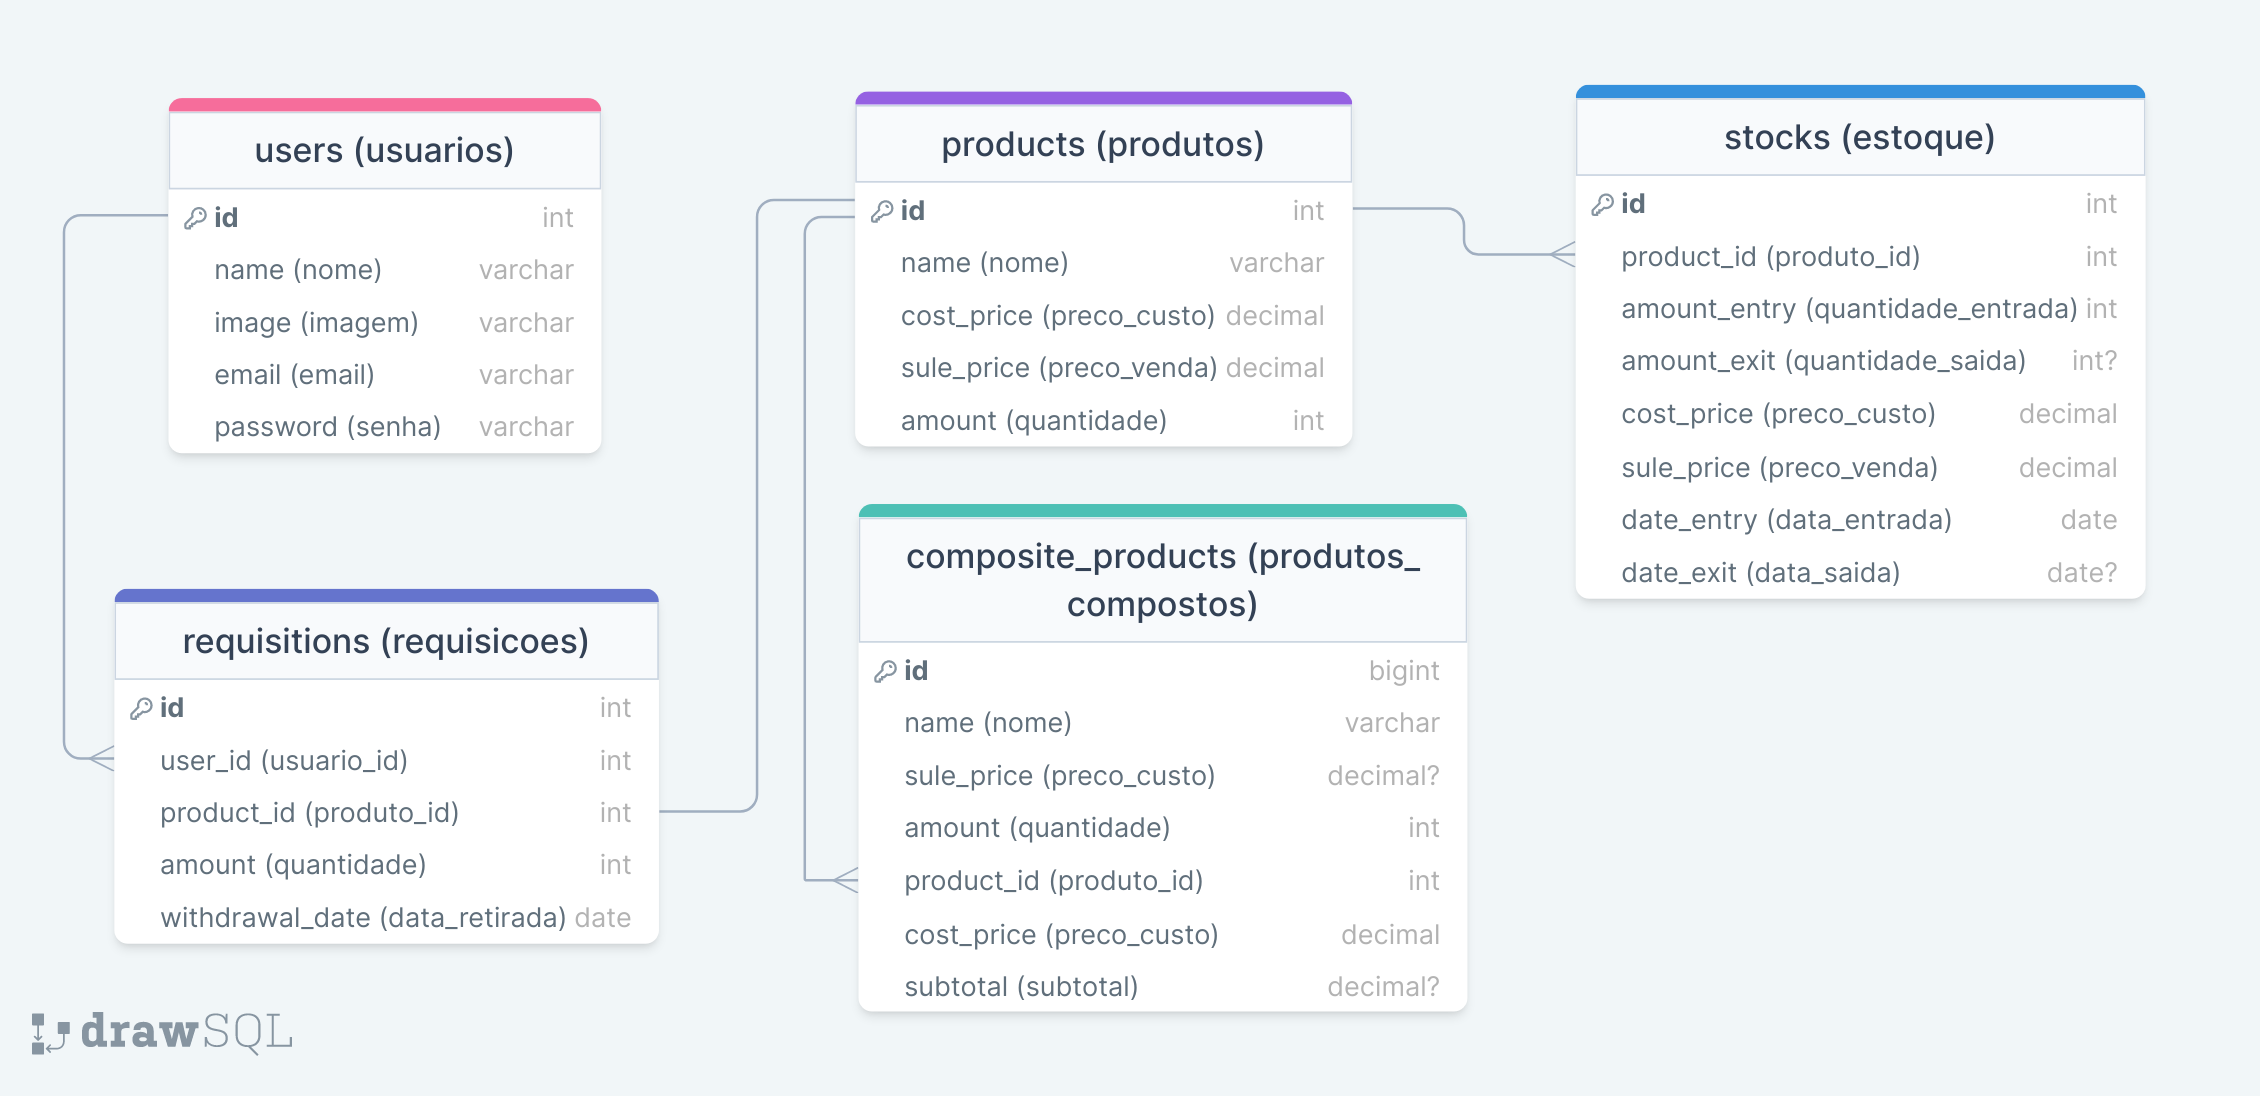 users (usuarios)
id int
name (nome) varchar
image (imagem) varchar
email (email) varchar
password (senha) varchar
products (produtos)
id int
name (nome) varchar
cost_price (preco_custo) decimal
sule_price (preco_venda) decimal
amount (quantidade) int
stocks (estoque)
id int
product_id (produto_id) int
amount_entry (quantidade_entrada) int
amount_exit (quantidade_saida) int?
cost_price (preco_custo) decimal
sule_price (preco_venda) decimal
date_entry (data_entrada) date
date_exit (data_saida) date?
requisitions (requisicoes)
id int
user_id (usuario_id) int
product_id (produto_id) int
amount (quantidade) int
withdrawal_date (data_retirada) date
composite_products (produtos_
compostos)
id bigint
name (nome) varchar
sule_price (preco_custo) decimal?
amount (quantidade) int
product_id (produto_id) int
cost_price (preco_custo) decimal
subtotal (subtotal) decimal?
drawSQL